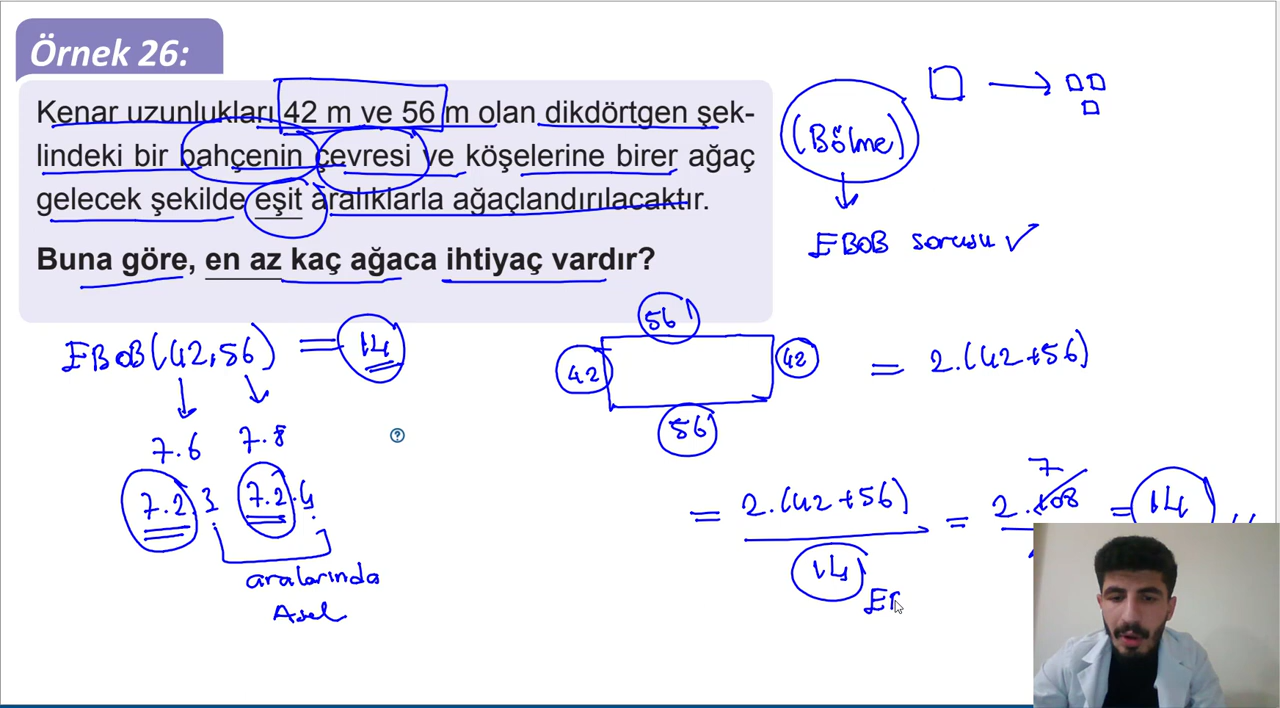 Örnek 26:
Kenar uzunlukları 42 m ve 56 m olan dikdörtgen şek-
lindeki bir bahçenin çevresi ve köşelerine birer ağaç
gelecek şekilde eşit aralıklarla ağaçlandırılacaktır.
Buna göre, en az kaç ağaca ihtiyaç vardır?
(Bölme)
EBOB sorusu ✓
EBOB(42,56) = 14
7.6 7.8
7.2.3 7.2.4
aralarında
Asal
56
42 42 = 2.(42+56)
56
= 2.(42+56) = 2. 7 = 14
14